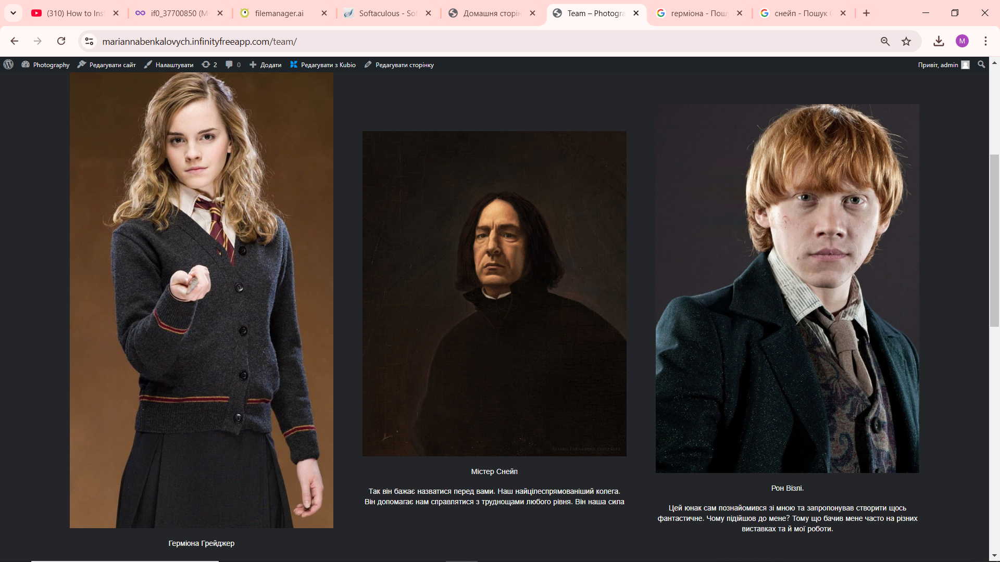 (310) How to Inst
if0_37700850 (My
filemanager.ai
Softaculous - Sof
Домашня сторін
Team – Photogra
герміона - Пошу
снейп - Пошук G
mariannabenkalovych.infinityfreeapp.com/team/
M
Photography
Редагувати сайт
Налаштувати
2
0
Додати
Редагувати з Kubio
Редагувати сторінку
Привіт, admin
Містер Снейп
Так він бажає назватися перед вами. Наш найцілеспрямованіший колега.
Він допомагає нам справлятися з труднощами любого рівня. Він наша сила
Рон Візлі.
Цей юнак сам познайомився зі мною та запропонував створити щось
фантастичне. Чому підійшов до мене? Тому що бачив мене часто на різних
виставках та й мої роботи.
Герміона Грейджер